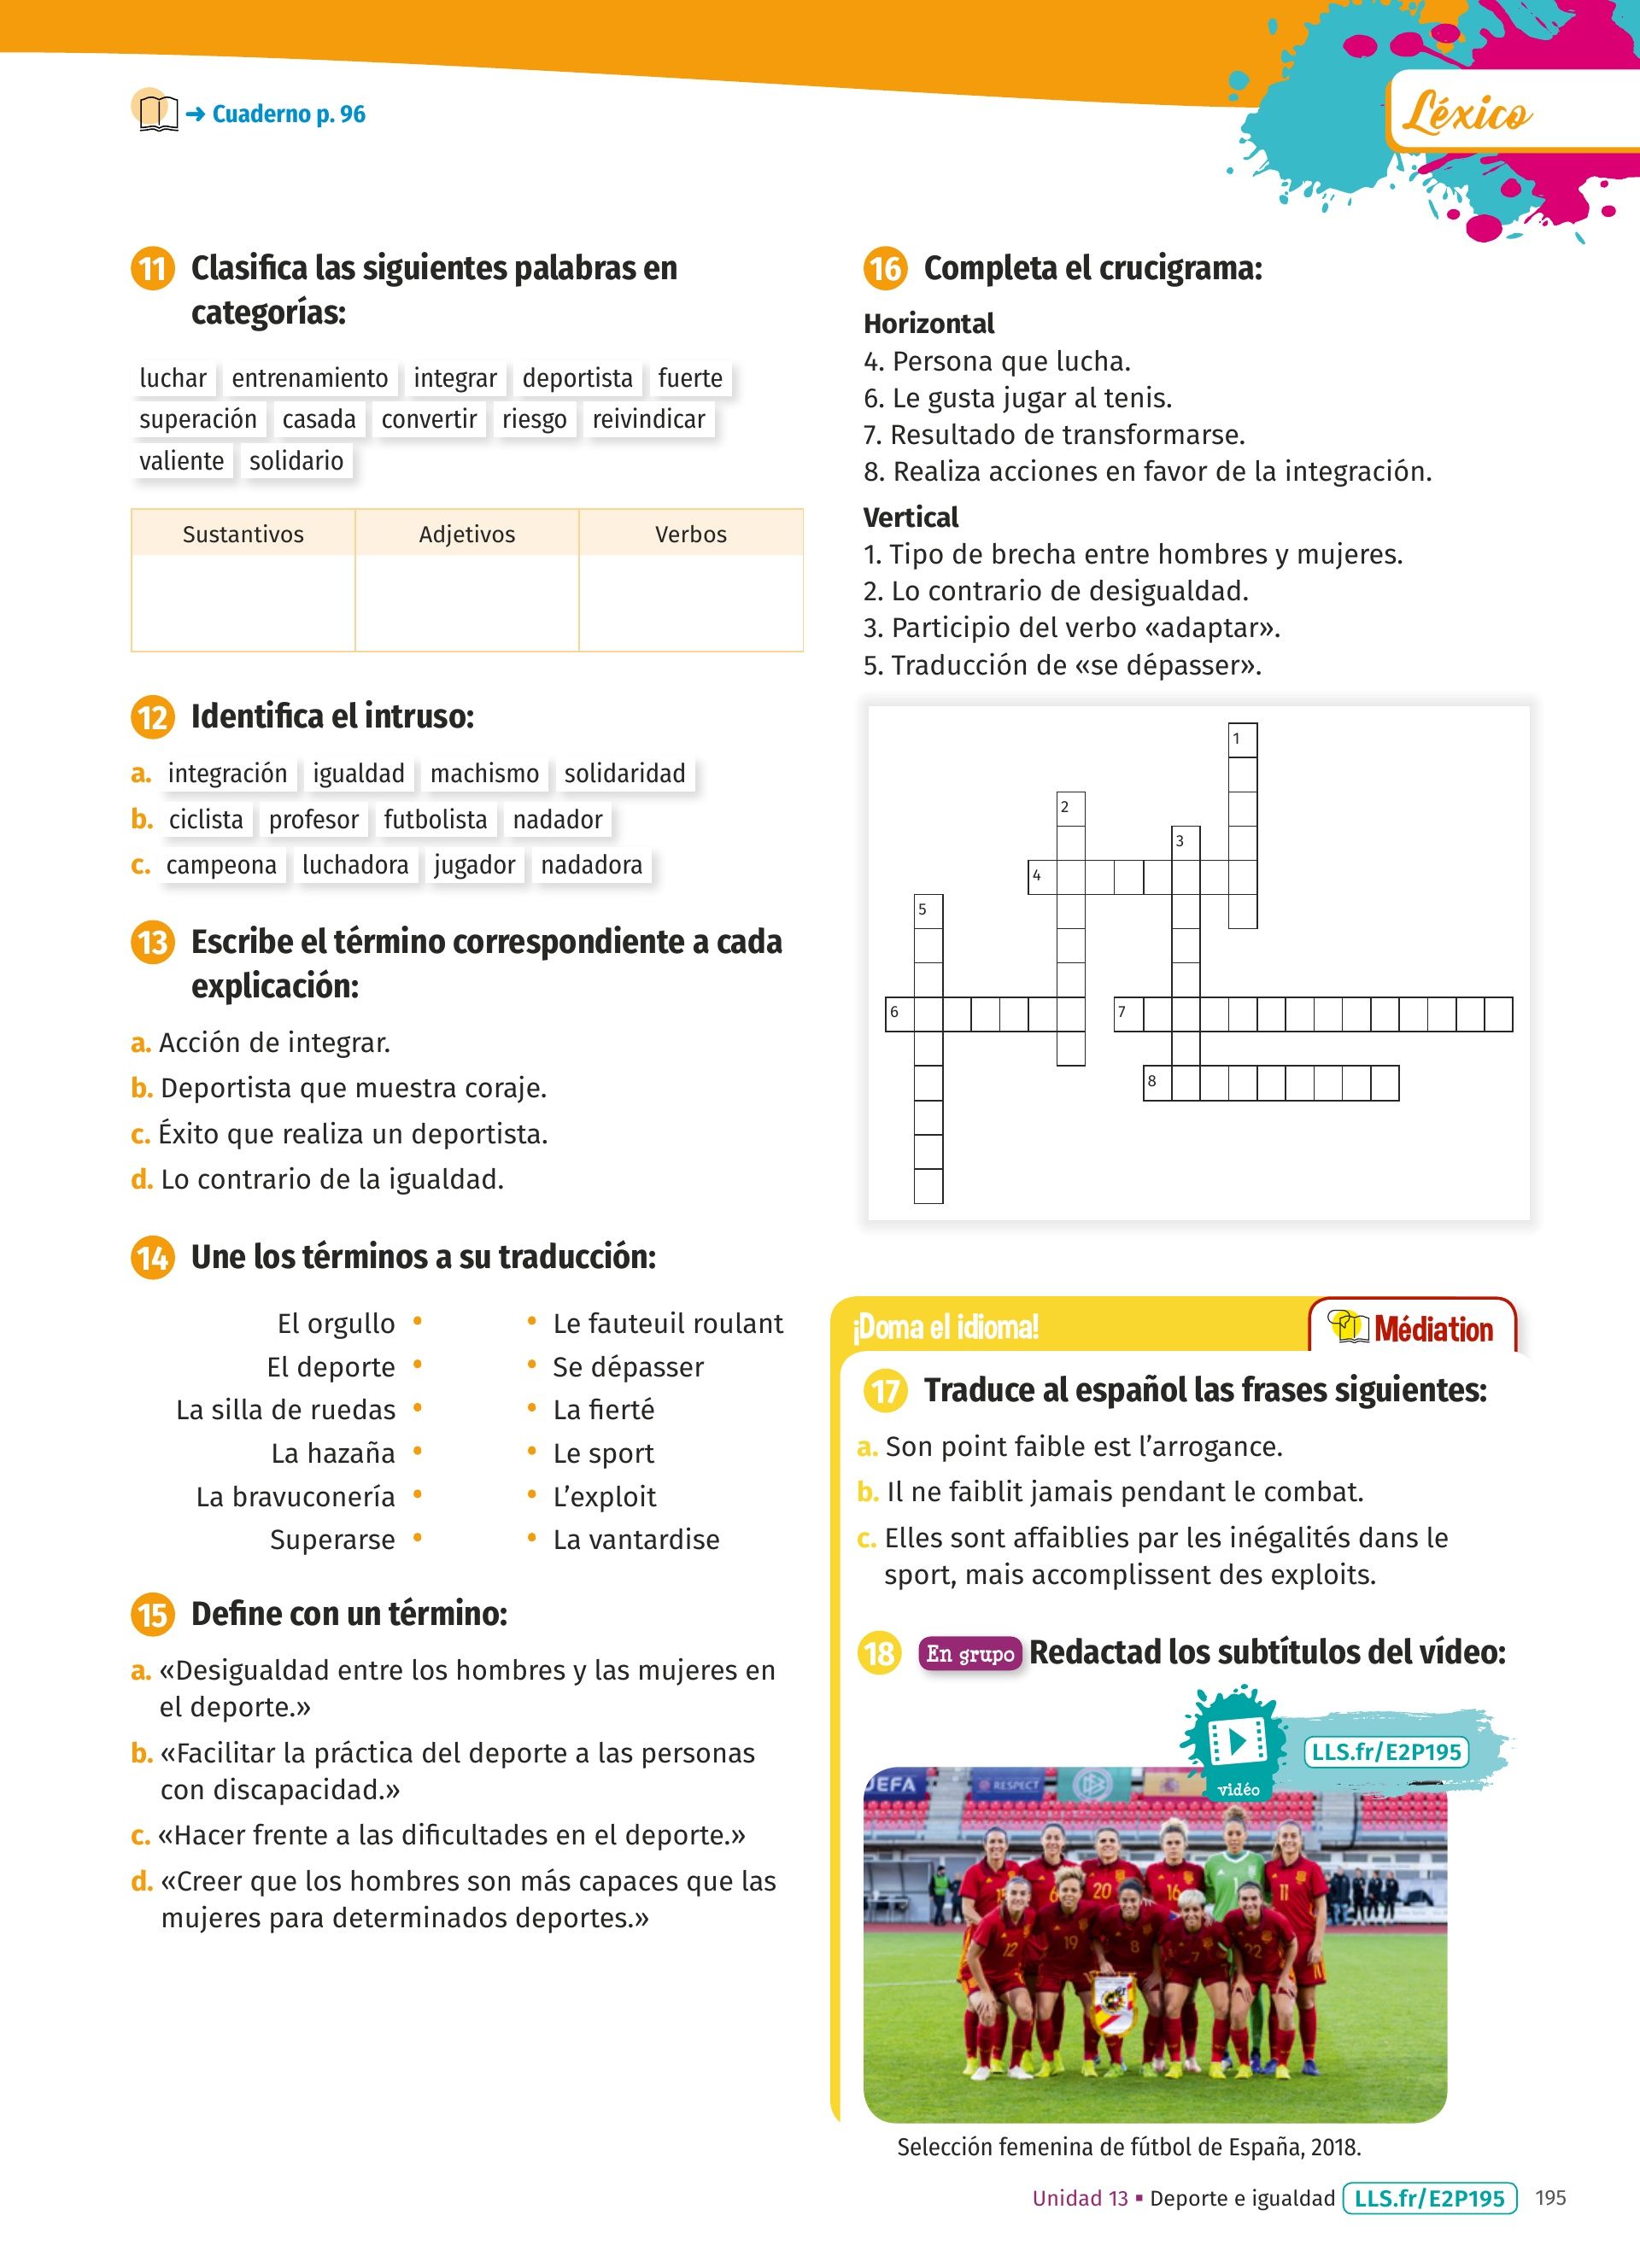 ➜ Cuaderno p. 96
Léxico
11 Clasifica las siguientes palabras en
categorías:
luchar entrenamiento integrar deportista fuerte
superación casada convertir riesgo reivindicar
valiente solidario
Sustantivos Adjetivos Verbos
12 Identifica el intruso:
a. integración igualdad machismo solidaridad
b. ciclista profesor futbolista nadador
c. campeona luchadora jugador nadadora
13 Escribe el término correspondiente a cada
explicación:
a. Acción de integrar.
b. Deportista que muestra coraje.
c. Éxito que realiza un deportista.
d. Lo contrario de la igualdad.
14 Une los términos a su traducción:
El orgullo • • Le fauteuil roulant
El deporte • • Se dépasser
La silla de ruedas • • La fierté
La hazaña • • Le sport
La bravuconería • • L'exploit
Superarse • • La vantardise
15 Define con un término:
a. «Desigualdad entre los hombres y las mujeres en
el deporte.»
b. «Facilitar la práctica del deporte a las personas
con discapacidad.»
c. «Hacer frente a las dificultades en el deporte.»
d. «Creer que los hombres son más capaces que las
mujeres para determinados deportes.»
16 Completa el crucigrama:
Horizontal
4. Persona que lucha.
6. Le gusta jugar al tenis.
7. Resultado de transformarse.
8. Realiza acciones en favor de la integración.
Vertical
1. Tipo de brecha entre hombres y mujeres.
2. Lo contrario de desigualdad.
3. Participio del verbo «adaptar».
5. Traducción de «se dépasser».
1
2
3
4
5
6 7
8
¡Doma el idioma!
Médiation
17 Traduce al español las frases siguientes:
a. Son point faible est l'arrogance.
b. Il ne faiblit jamais pendant le combat.
c. Elles sont affaiblies par les inégalités dans le
sport, mais accomplissent des exploits.
18 En grupo Redactad los subtítulos del vídeo:
LLS.fr/E2P195
vidéo
UEFA RESPECT
20 16 1 11
12 19 8 7 22
Selección femenina de fútbol de España, 2018.
Unidad 13 ▪ Deporte e igualdad LLS.fr/E2P195 195